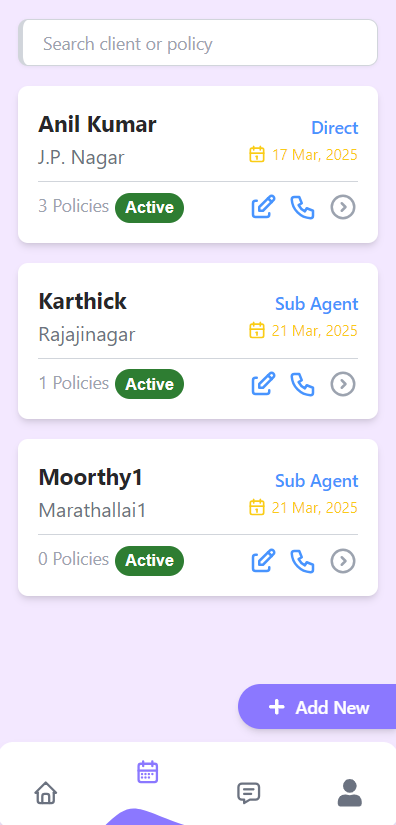 Search client or policy
Anil Kumar
Direct
J.P. Nagar
17 Mar, 2025
3 Policies Active
Karthick
Sub Agent
Rajajinagar
21 Mar, 2025
1 Policies Active
Moorthy1
Sub Agent
Marathallai1
21 Mar, 2025
0 Policies Active
Add New